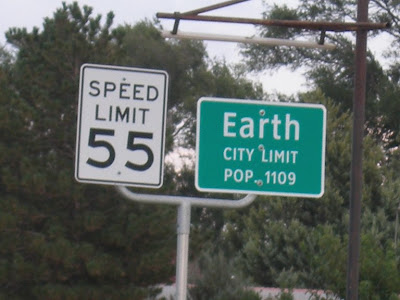 SPEED
LIMIT
55
Earth
CITY LIMIT
POP. 1109